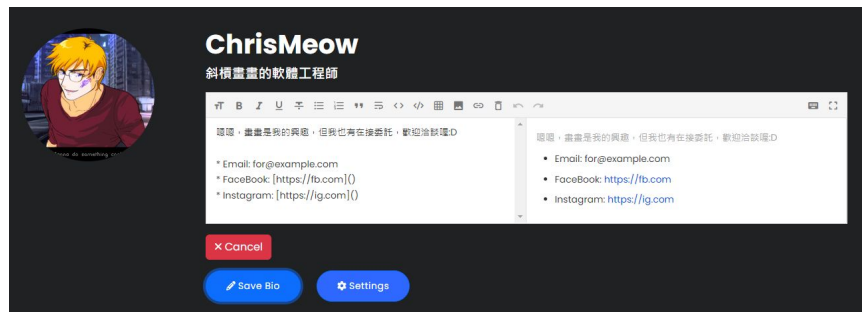 ChrisMeow
斜槓畫畫的軟體工程師
嗯嗯，畫畫是我的興趣，但我也有在接委託，歡迎洽談喔:D
* Email: for@example.com
* FaceBook: [https://fb.com]()
* Instagram: [https://ig.com]()
嗯嗯，畫畫是我的興趣，但我也有在接委託，歡迎洽談喔:D
• Email: for@example.com
• FaceBook: https://fb.com
• Instagram: https://ig.com
Cancel
Save Bio
Settings